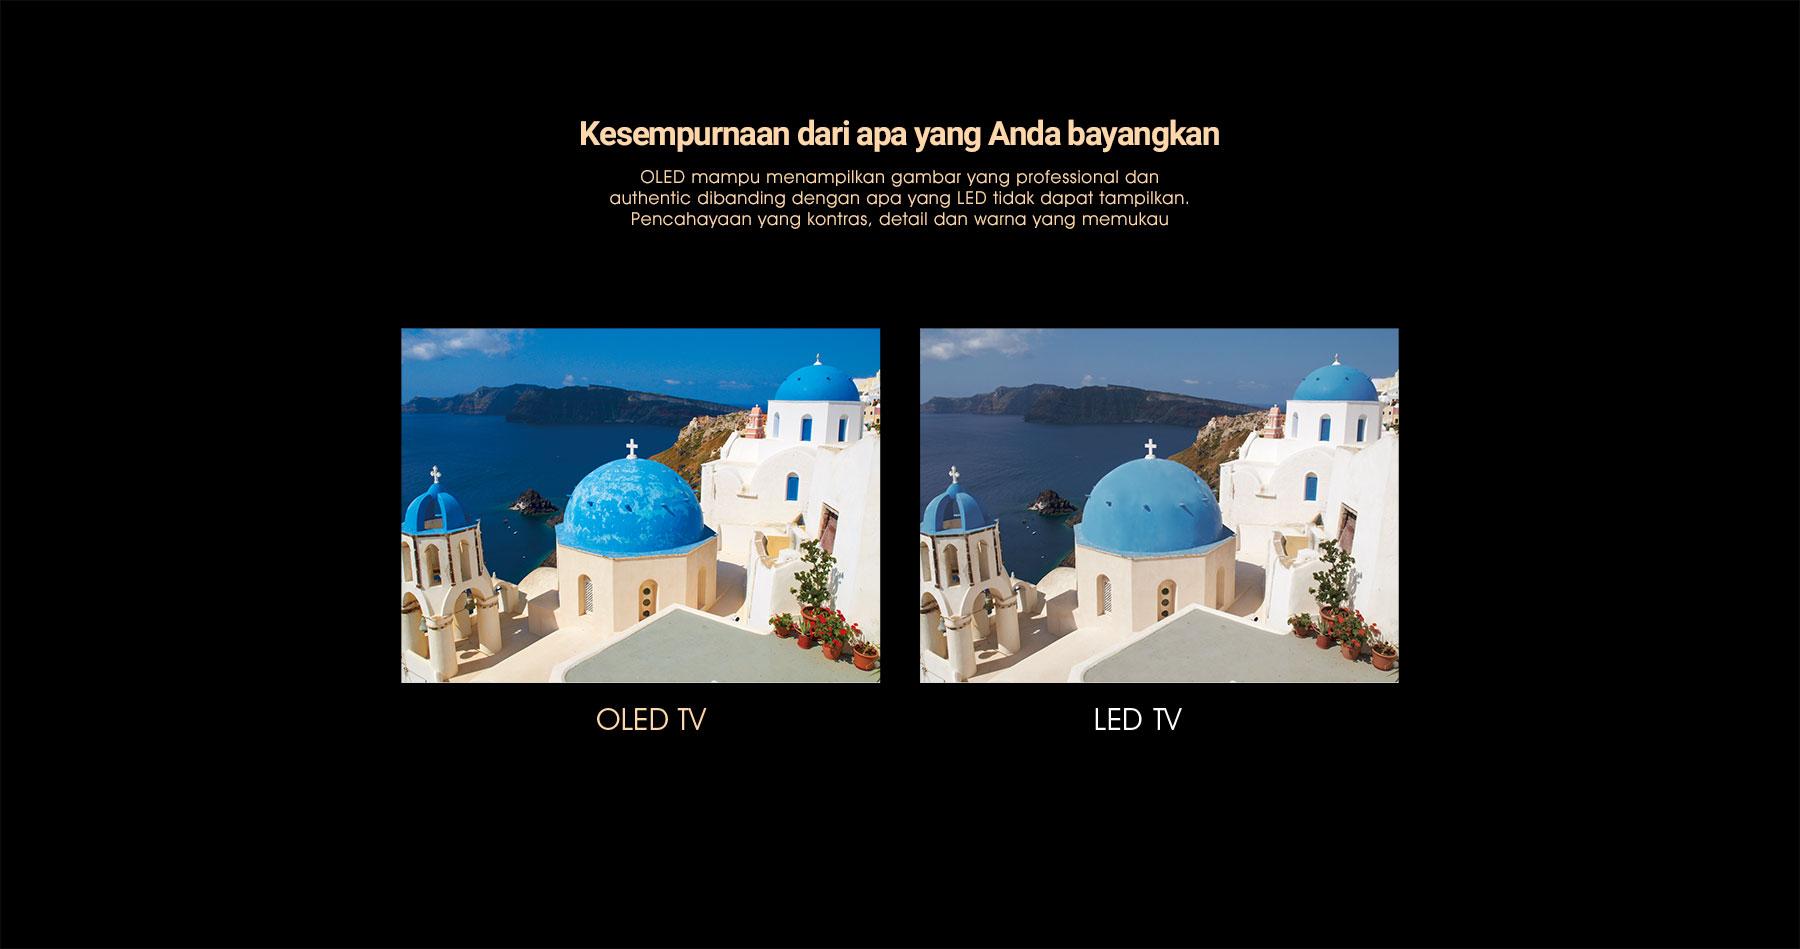 Kesempurnaan dari apa yang Anda bayangkan
OLED mampu menampilkan gambar yang professional dan
authentic dibanding dengan apa yang LED tidak dapat tampilkan.
Pencahayaan yang kontras, detail dan warna yang memukau
OLED TV
LED TV